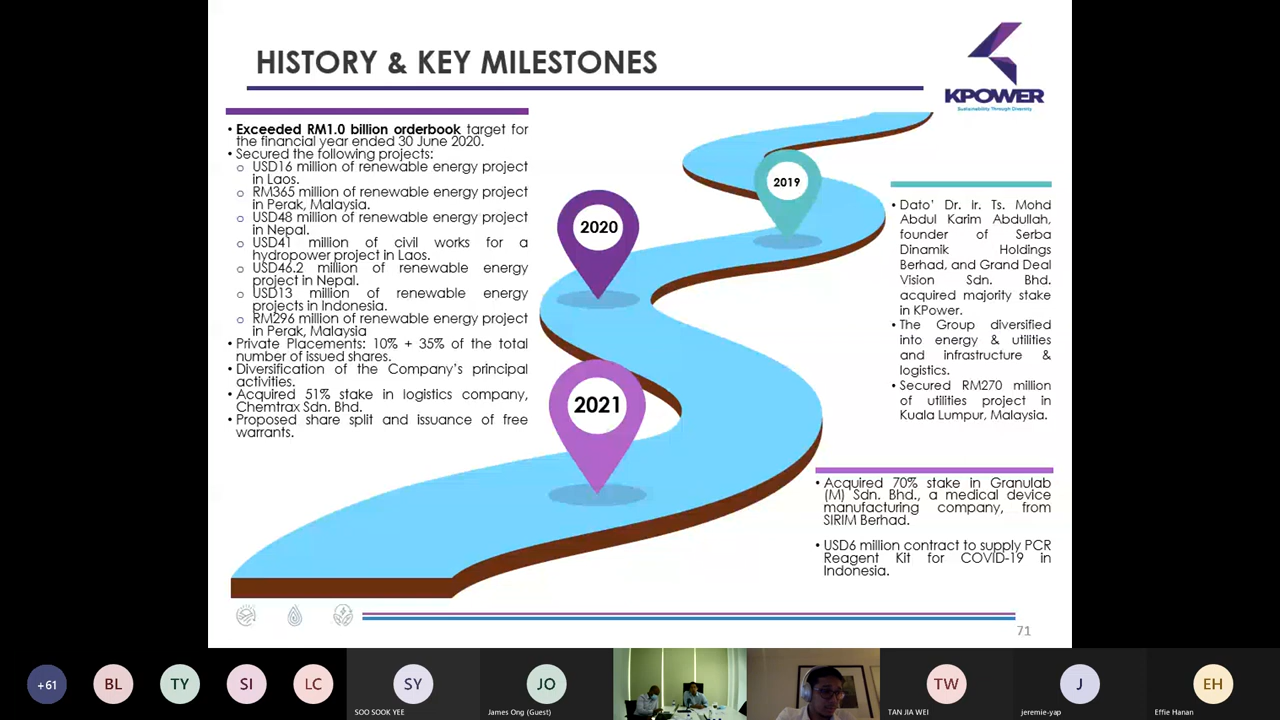 HISTORY & KEY MILESTONES
KPOWER
Sustainability Through Diversity
• Exceeded RM1.0 billion orderbook target for
the financial year ended 30 June 2020.
• Secured the following projects:
o USD16 million of renewable energy project
in Laos.
o RM365 million of renewable energy project
in Perak, Malaysia.
o USD48 million of renewable energy project
in Nepal.
o USD41 million of civil works for a
hydropower project in Laos.
o USD46.2 million of renewable energy
project in Nepal.
o USD13 million of renewable energy
projects in Indonesia.
o RM296 million of renewable energy project
in Perak, Malaysia
• Private Placements: 10% + 35% of the total
number of issued shares.
• Diversification of the Company's principal
activities.
• Acquired 51% stake in logistics company,
Chemtrax Sdn. Bhd.
• Proposed share split and issuance of free
warrants.
2019
2020
2021
• Dato' Dr. Ir. Ts. Mohd
Abdul Karim Abdullah,
founder of Serba
Dinamik Holdings
Berhad, and Grand Deal
Vision Sdn. Bhd.
acquired majority stake
in KPower.
• The Group diversified
into energy & utilities
and infrastructure &
logistics.
• Secured RM270 million
of utilities project in
Kuala Lumpur, Malaysia.
• Acquired 70% stake in Granulab
(M) Sdn. Bhd., a medical device
manufacturing company, from
SIRIM Berhad.
• USD6 million contract to supply PCR
Reagent Kit for COVID-19 in
Indonesia.
71
+61
BL
TY
SI
LC
SY
SOO SOOK YEE
JO
James Ong (Guest)
TW
TAN JIA WEI
J
jeremie-yap
EH
Effie Hanan